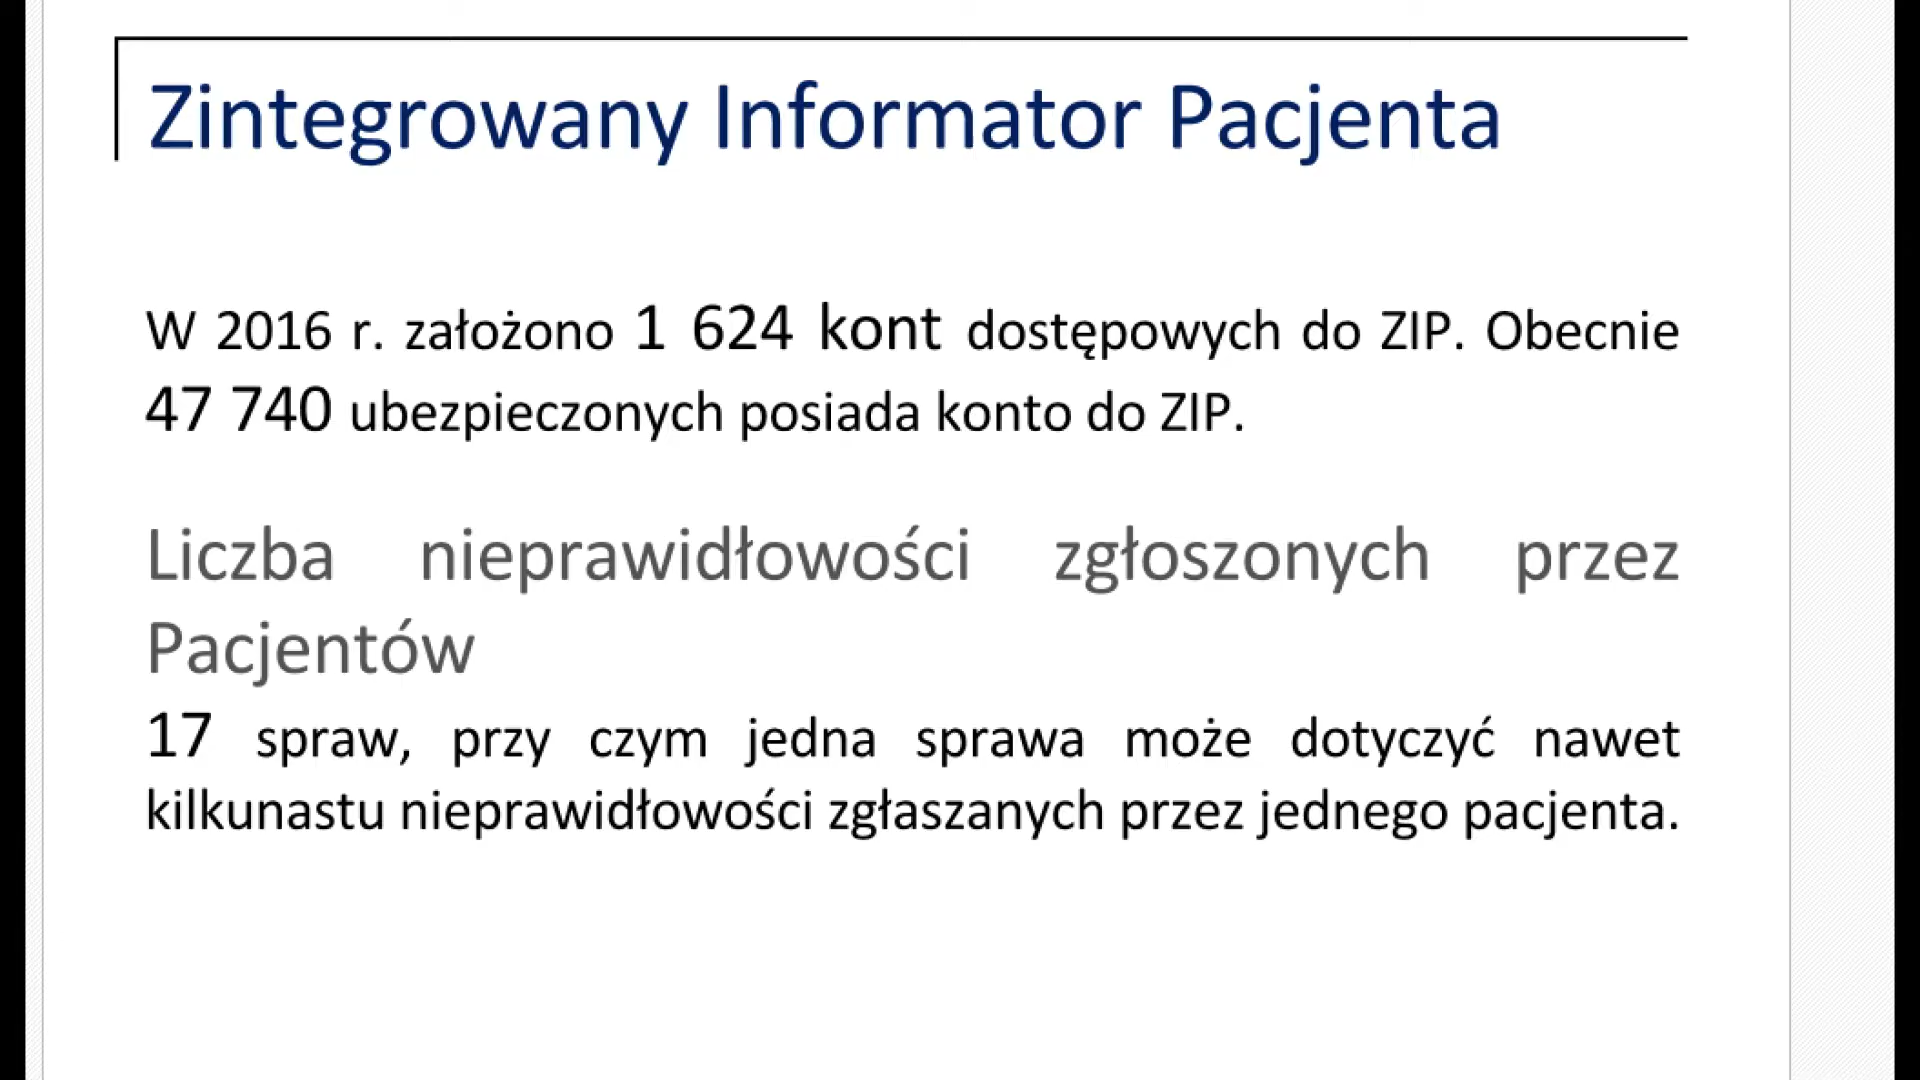 Zintegrowany Informator Pacjenta
W 2016 r. założono 1 624 kont dostępowych do ZIP. Obecnie
47 740 ubezpieczonych posiada konto do ZIP.
Liczba nieprawidłowości zgłoszonych przez
Pacjentów
17 spraw, przy czym jedna sprawa może dotyczyć nawet
kilkunastu nieprawidłowości zgłaszanych przez jednego pacjenta.